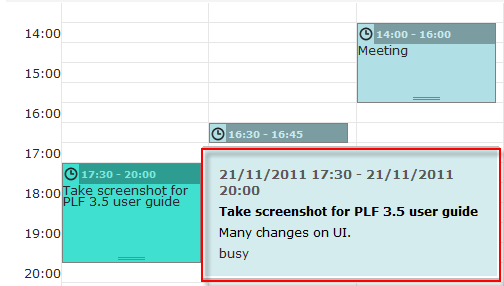 14:00
15:00
16:00
17:00
18:00
19:00
20:00
14:00 - 16:00
Meeting
16:30 - 16:45
17:30 - 20:00
Take screenshot for
PLF 3.5 user guide
21/11/2011 17:30 - 21/11/2011
20:00
Take screenshot for PLF 3.5 user guide
Many changes on UI.
busy